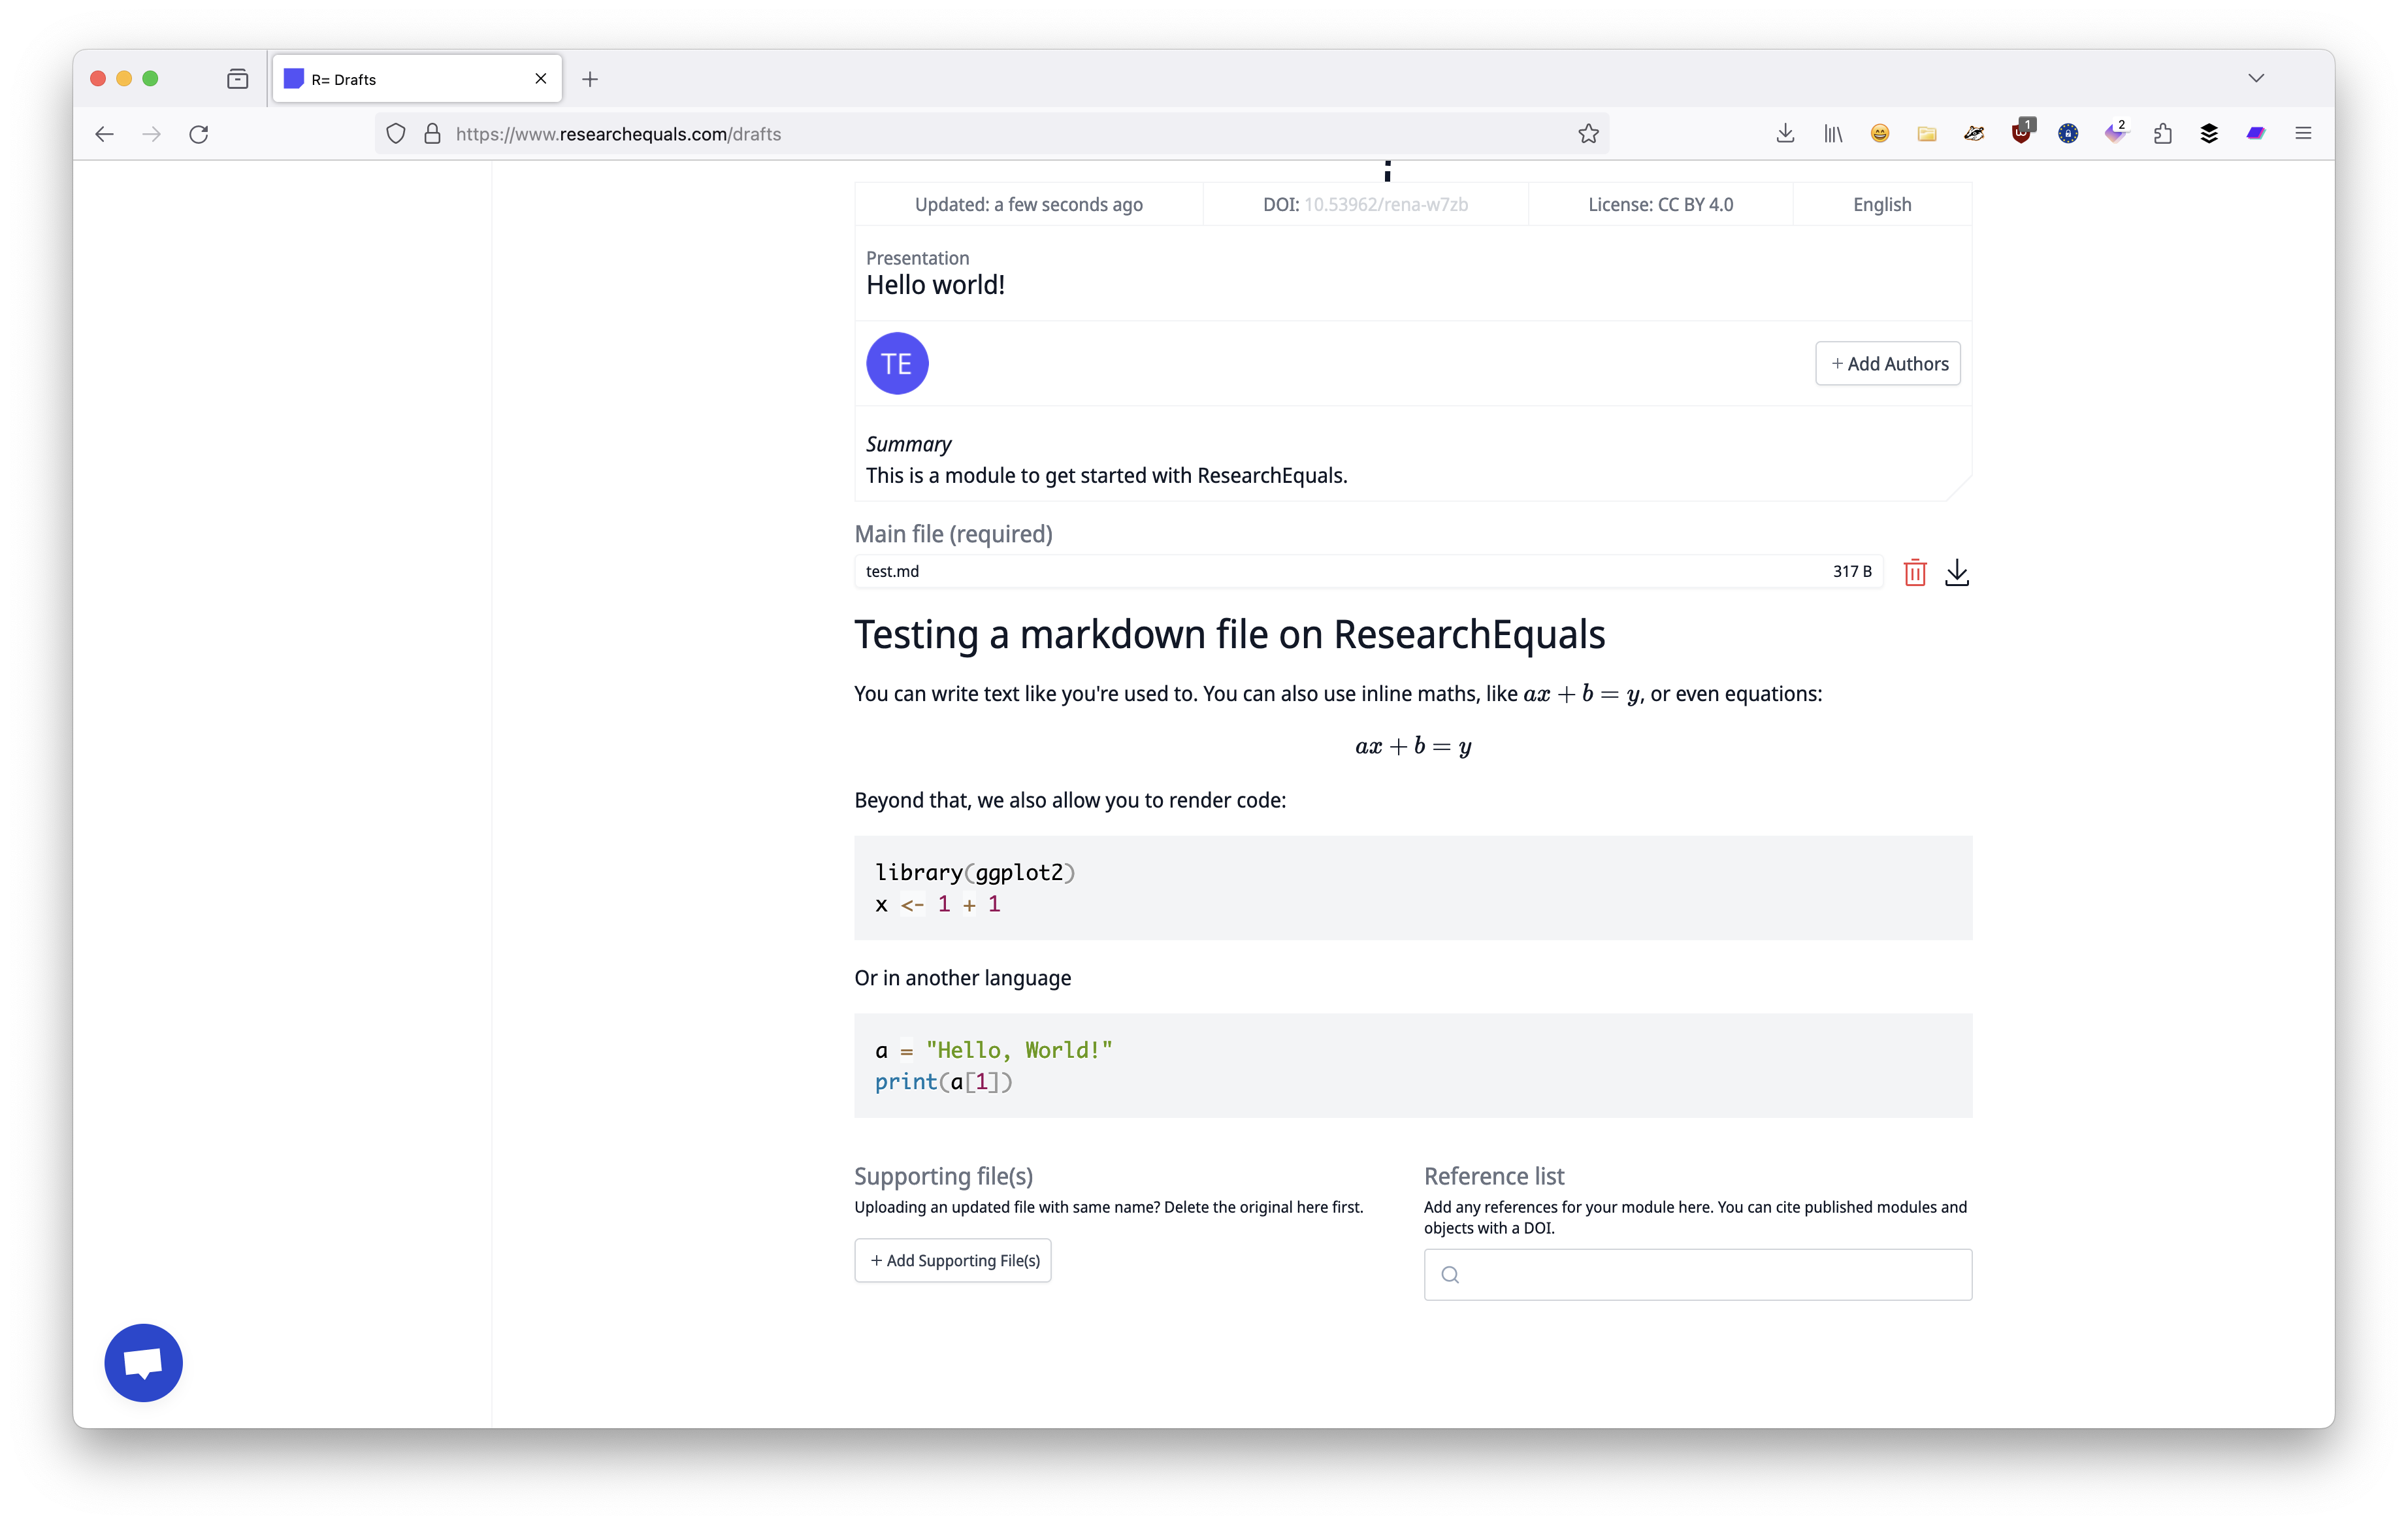 R= Drafts
https://www.researchequals.com/drafts
1
2
Updated: a few seconds ago
DOI: 10.53962/rena-w7zb
License: CC BY 4.0
English
Presentation
Hello world!
TE
+ Add Authors
Summary
This is a module to get started with ResearchEquals.
Main file (required)
test.md
317 B
Testing a markdown file on ResearchEquals
You can write text like you're used to. You can also use inline maths, like ax + b = y, or even equations:
ax + b = y
Beyond that, we also allow you to render code:
library(ggplot2)
x <- 1 + 1
Or in another language
a = "Hello, World!"
print(a[1])
Supporting file(s)
Uploading an updated file with same name? Delete the original here first.
+ Add Supporting File(s)
Reference list
Add any references for your module here. You can cite published modules and
objects with a DOI.